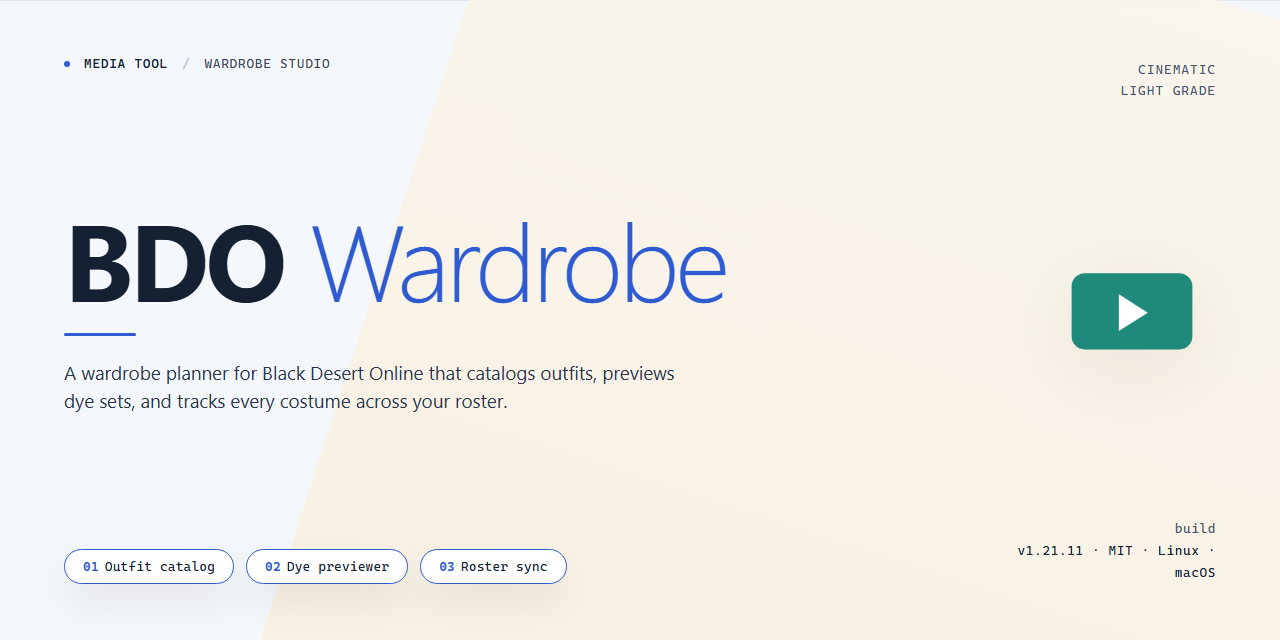 MEDIA TOOL / WARDROBE STUDIO
CINEMATIC
LIGHT GRADE
BDO Wardrobe
A wardrobe planner for Black Desert Online that catalogs outfits, previews
dye sets, and tracks every costume across your roster.
01 Outfit catalog
02 Dye previewer
03 Roster sync
build
v1.21.11 · MIT · Linux ·
macOS